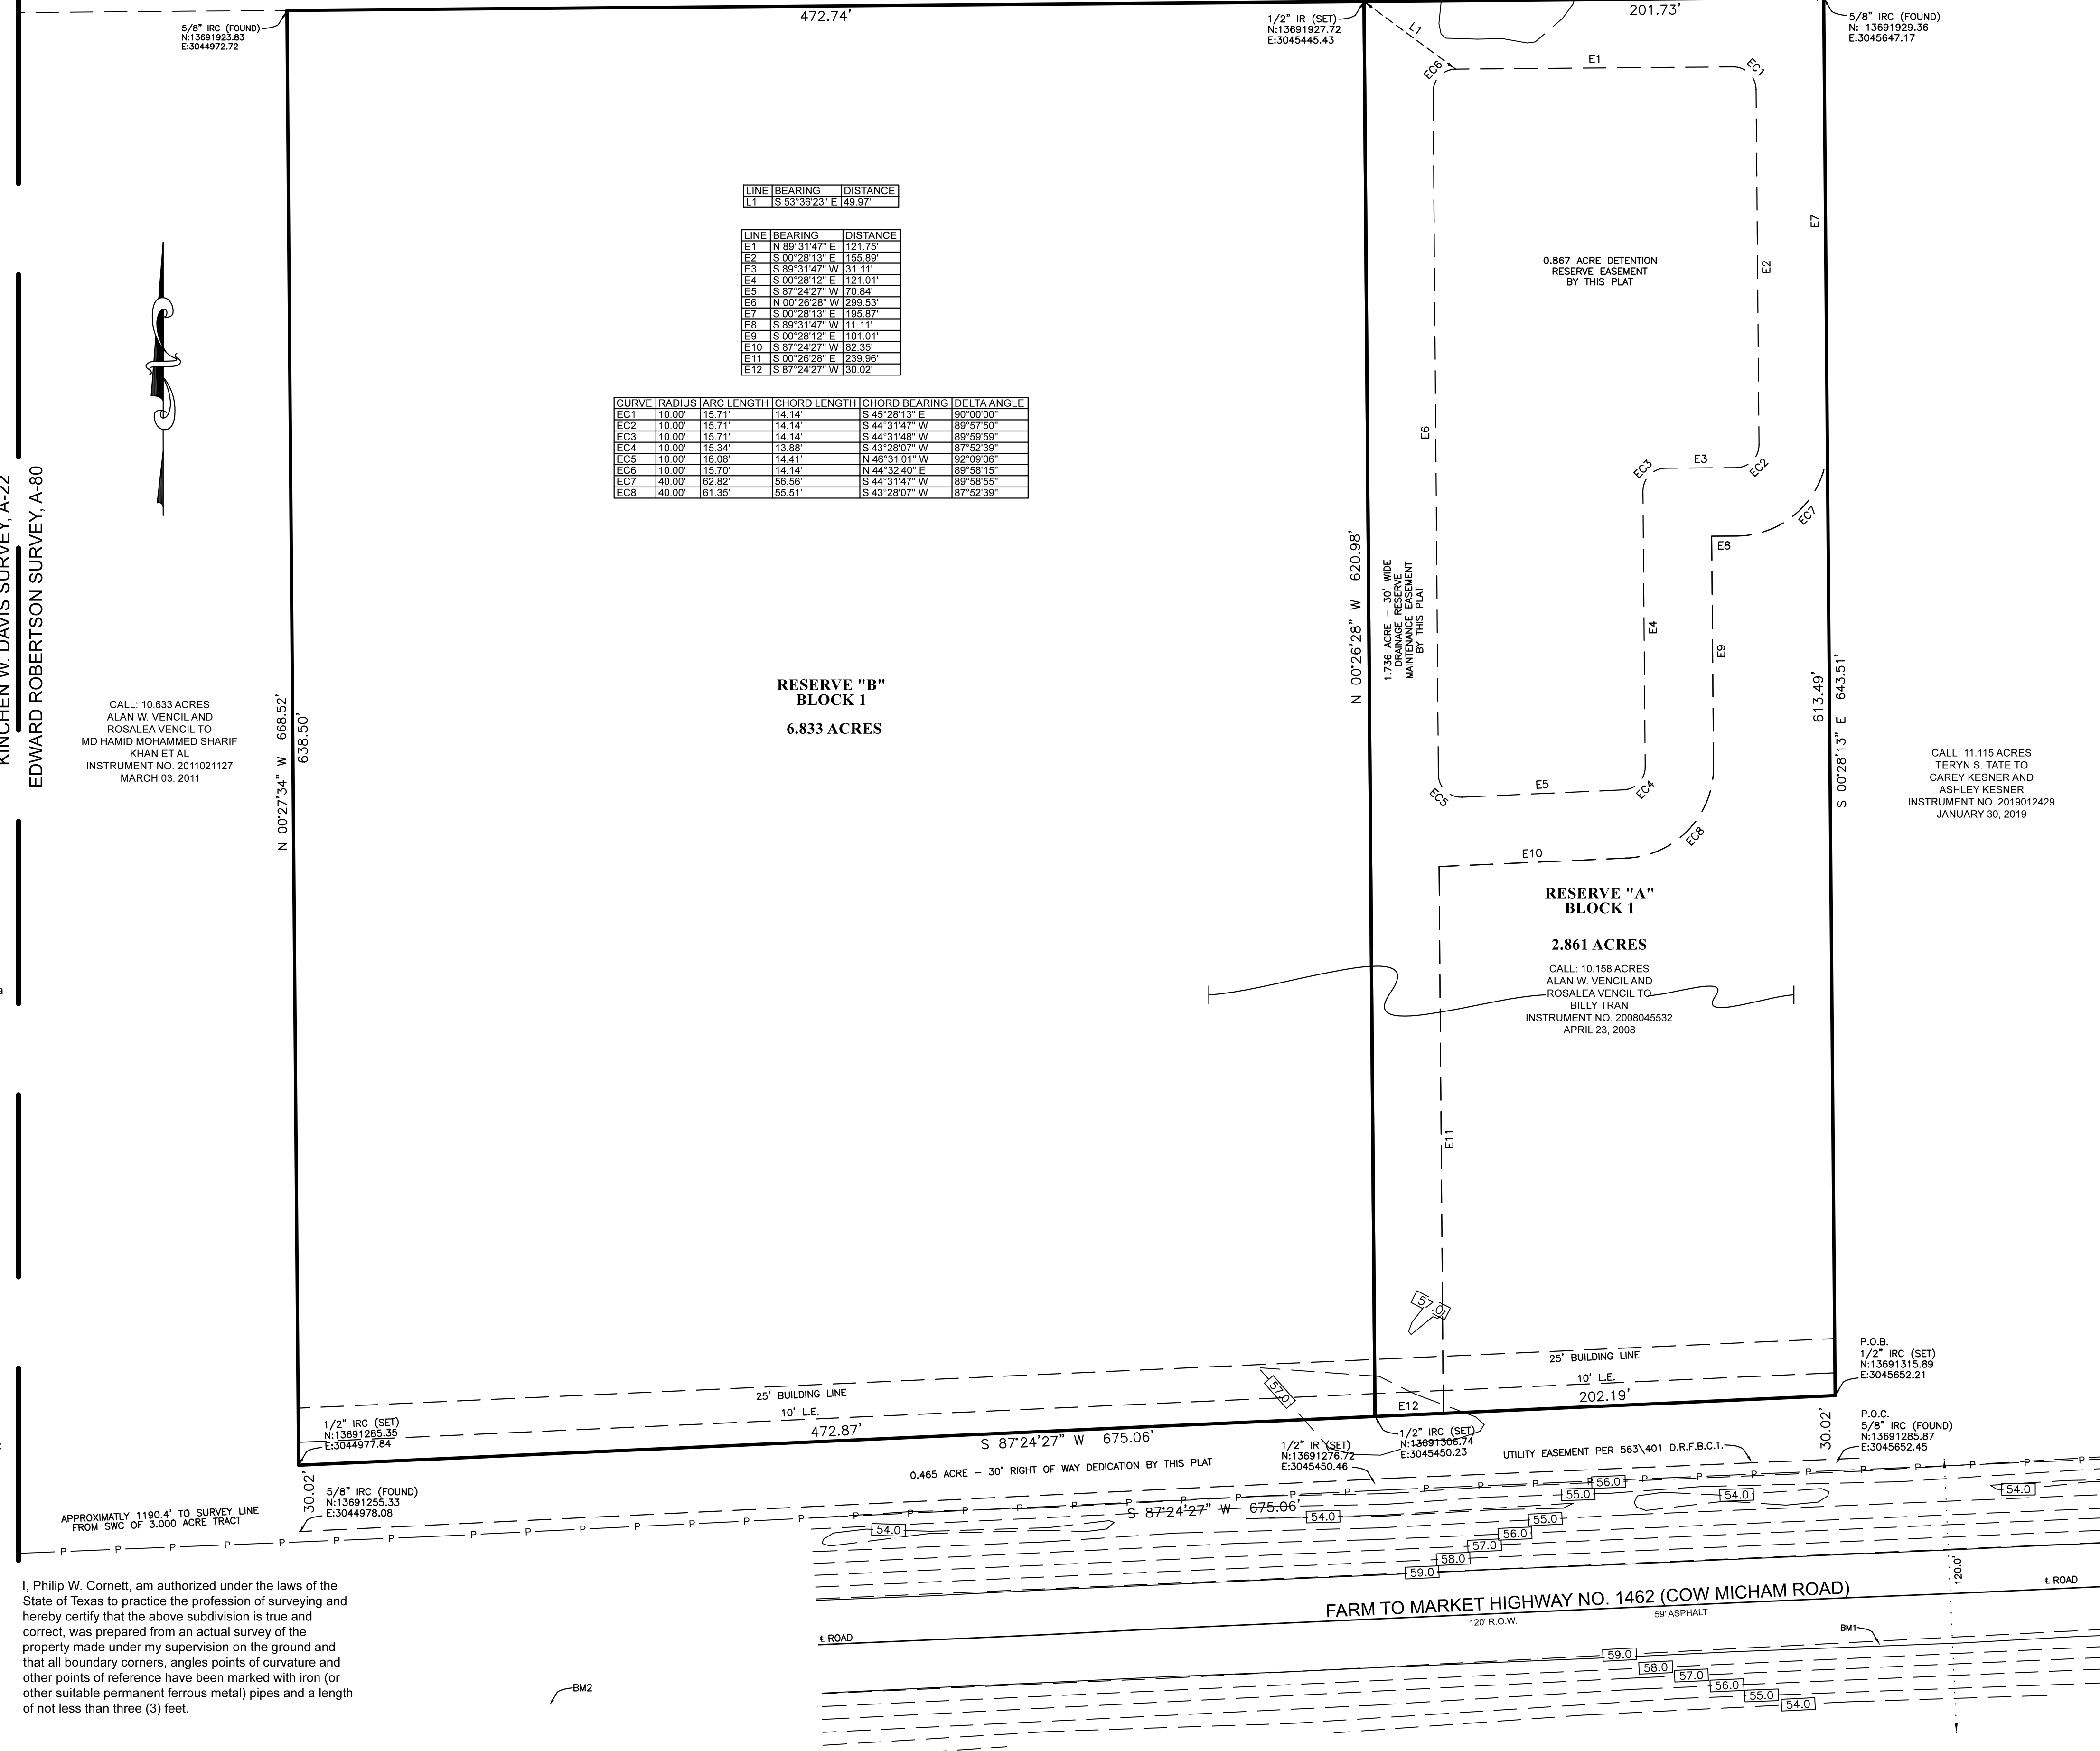 472.74'
201.73'
5/8" IRC (FOUND)
N:13691923.83
E:3044972.72
1/2" IR (SET)
N:13691927.72
E:3045445.43
5/8" IRC (FOUND)
N: 13691929.36
E:3045647.17
L1
EC6
E1
EC1
LINE BEARING DISTANCE
L1 S 53°36'23" E 49.97'
LINE BEARING DISTANCE
E1 N 89°31'47" E 121.75'
E2 S 00°28'13" E 155.89'
E3 S 89°31'47" W 31.11'
E4 S 00°28'12" E 121.01'
E5 S 87°24'27" W 70.84'
E6 N 00°26'28" W 299.53'
E7 S 00°28'13" E 195.87'
E8 S 89°31'47" W 11.11'
E9 S 00°28'12" E 101.01'
E10 S 87°24'27" W 82.35'
E11 S 00°26'28" E 239.96'
E12 S 87°24'27" W 30.02'
CURVE RADIUS ARC LENGTH CHORD LENGTH CHORD BEARING DELTA ANGLE
EC1 10.00' 15.71' 14.14' S 45°28'13" E 90°00'00"
EC2 10.00' 15.71' 14.14' S 44°31'47" W 89°57'50"
EC3 10.00' 15.71' 14.14' S 44°31'48" W 89°59'59"
EC4 10.00' 15.34' 13.88' S 43°28'07" W 87°52'39"
EC5 10.00' 16.08' 14.41' N 46°31'01" W 92°09'06"
EC6 10.00' 15.70' 14.14' N 44°32'40" E 89°58'15"
EC7 40.00' 62.82' 56.56' S 44°31'47" W 89°58'55"
EC8 40.00' 61.35' 55.51' S 43°28'07" W 87°52'39"
0.867 ACRE DETENTION
RESERVE EASEMENT
BY THIS PLAT
E7
E2
E6
EC3
E3
EC2
EC7
E8
E4
E9
KINCHEN W. DAVIS SURVEY, A-22
EDWARD ROBERTSON SURVEY, A-80
N 00°26'28" W 620.98'
1.736 ACRE - 30' WIDE
DRAINAGE RESERVE
MAINTENANCE EASEMENT
BY THIS PLAT
CALL: 10.633 ACRES
ALAN W. VENCIL AND
ROSALEA VENCIL TO
MD HAMID MOHAMMED SHARIF
KHAN ET AL
INSTRUMENT NO. 2011021127
MARCH 03, 2011
N 00°27'34" W 668.52'
638.50'
RESERVE "B"
BLOCK 1
6.833 ACRES
613.49'
S 00°28'13" E 643.51'
CALL: 11.115 ACRES
TERYN S. TATE TO
CAREY KESNER AND
ASHLEY KESNER
INSTRUMENT NO. 2019012429
JANUARY 30, 2019
EC5
E5
EC4
EC8
E10
RESERVE "A"
BLOCK 1
2.861 ACRES
CALL: 10.158 ACRES
ALAN W. VENCIL AND
ROSALEA VENCIL TO
BILLY TRAN
INSTRUMENT NO. 2008045532
APRIL 23, 2008
E11
57.0
25' BUILDING LINE
25' BUILDING LINE
10' L.E.
10' L.E.
57.0
E12
202.19'
P.O.B.
1/2" IRC (SET)
N:13691315.89
E:3045652.21
1/2" IRC (SET)
N:13691285.35
E:3044977.84
472.87'
S 87°24'27" W 675.06'
1/2" IR (SET)
N:13691276.72
E:3045450.46
1/2" IRC (SET)
N:13691306.74
E:3045450.23
UTILITY EASEMENT PER 563\401 D.R.F.B.C.T.
30.02'
P.O.C.
5/8" IRC (FOUND)
N:13691285.87
E:3045652.45
30.02'
5/8" IRC (FOUND)
N:13691255.33
E:3044978.08
0.465 ACRE - 30' RIGHT OF WAY DEDICATION BY THIS PLAT
APPROXIMATLY 1190.4' TO SURVEY LINE
FROM SWC OF 3.000 ACRE TRACT
P P P P P P P P P P P P P P P P P P P P P P P P P P P P P P P P P P P P P P
S 87°24'27" W 675.06'
54.0
54.0
56.0
55.0
54.0
54.0
55.0
56.0
57.0
58.0
59.0
FARM TO MARKET HIGHWAY NO. 1462 (COW MICHAM ROAD)
120' R.O.W.
59' ASPHALT
120.0'
℄ ROAD
℄ ROAD
BM1
BM2
59.0
58.0
57.0
56.0
55.0
54.0
I, Philip W. Cornett, am authorized under the laws of the
State of Texas to practice the profession of surveying and
hereby certify that the above subdivision is true and
correct, was prepared from an actual survey of the
property made under my supervision on the ground and
that all boundary corners, angles points of curvature and
other points of reference have been marked with iron (or
other suitable permanent ferrous metal) pipes and a length
of not less than three (3) feet.